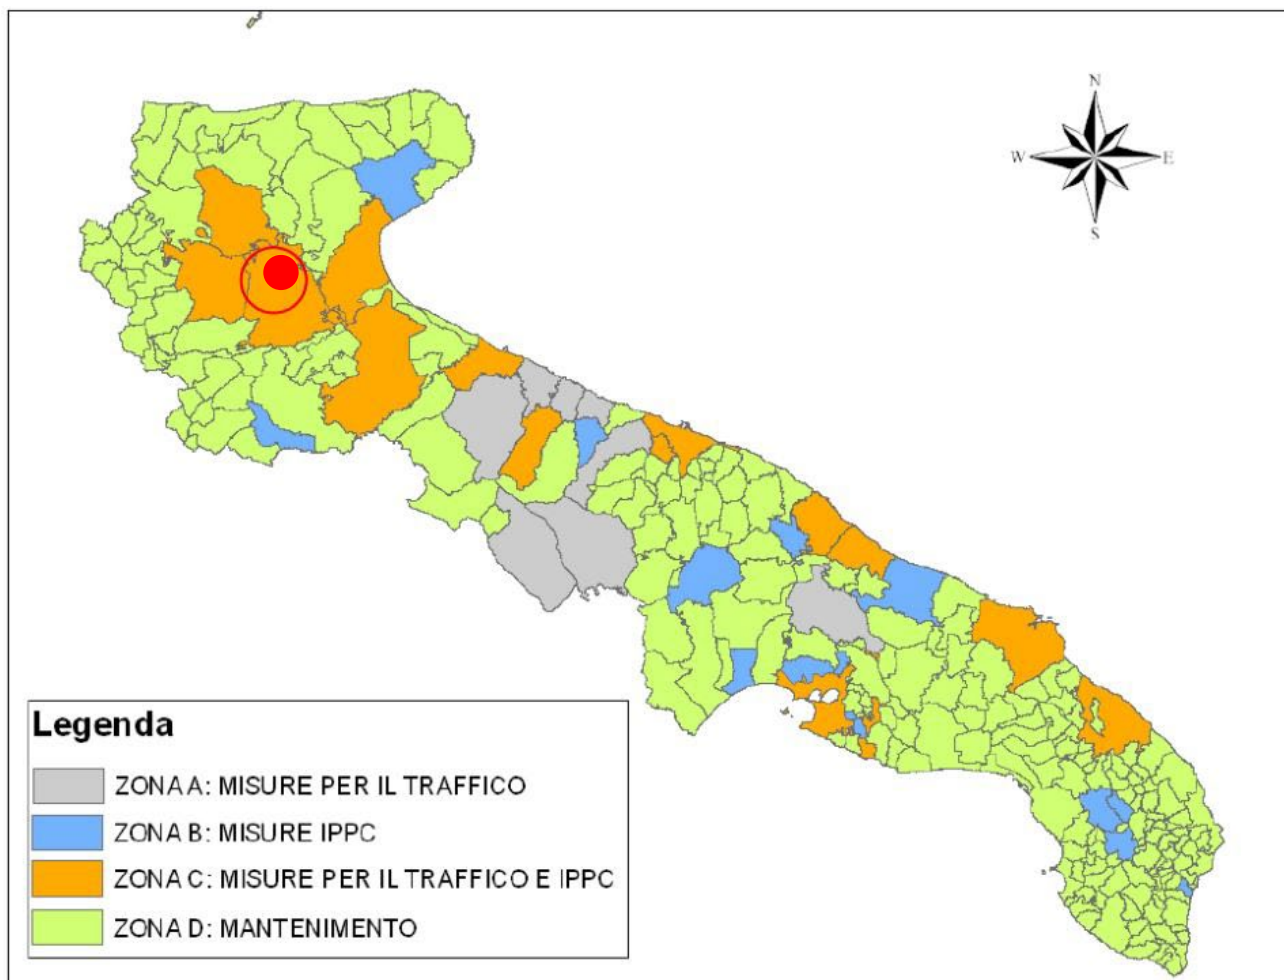 N
W E
S
Legenda
ZONA A: MISURE PER IL TRAFFICO
ZONA B: MISURE IPPC
ZONA C: MISURE PER IL TRAFFICO E IPPC
ZONA D: MANTENIMENTO